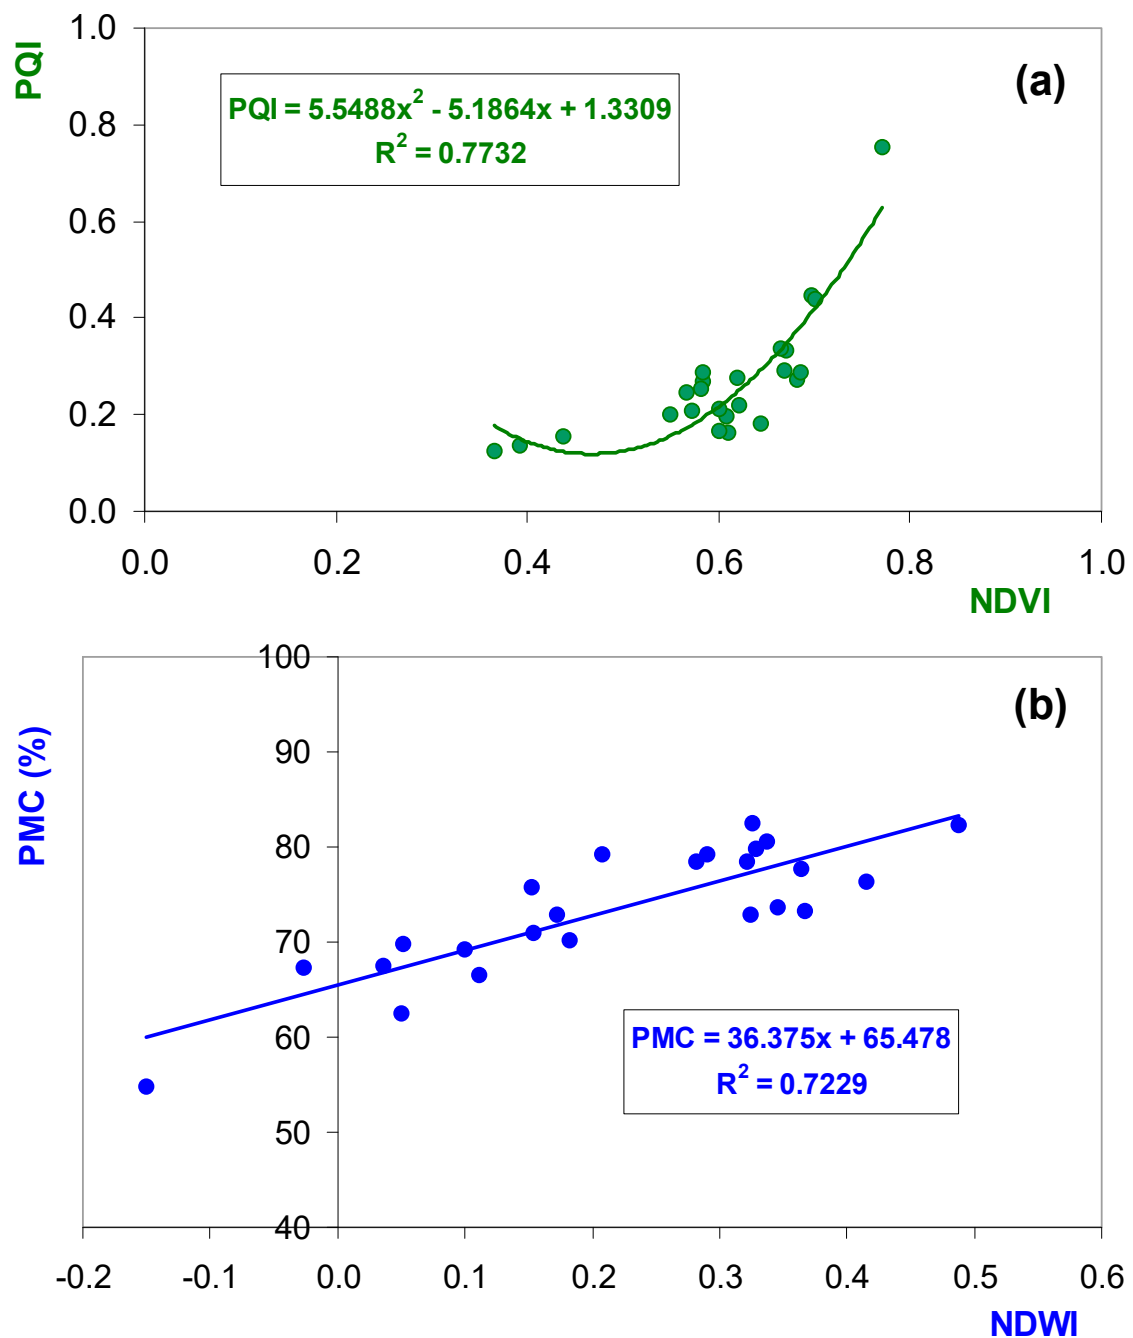 PQI
1.0
(a)
PQI = 5.5488x² - 5.1864x + 1.3309
R² = 0.7732
0.8
0.6
0.4
0.2
0.0
0.0 0.2 0.4 0.6 0.8 1.0
NDVI
PMC (%)
100
(b)
90
80
70
60
50
40
PMC = 36.375x + 65.478
R² = 0.7229
-0.2 -0.1 0.0 0.1 0.2 0.3 0.4 0.5 0.6
NDWI